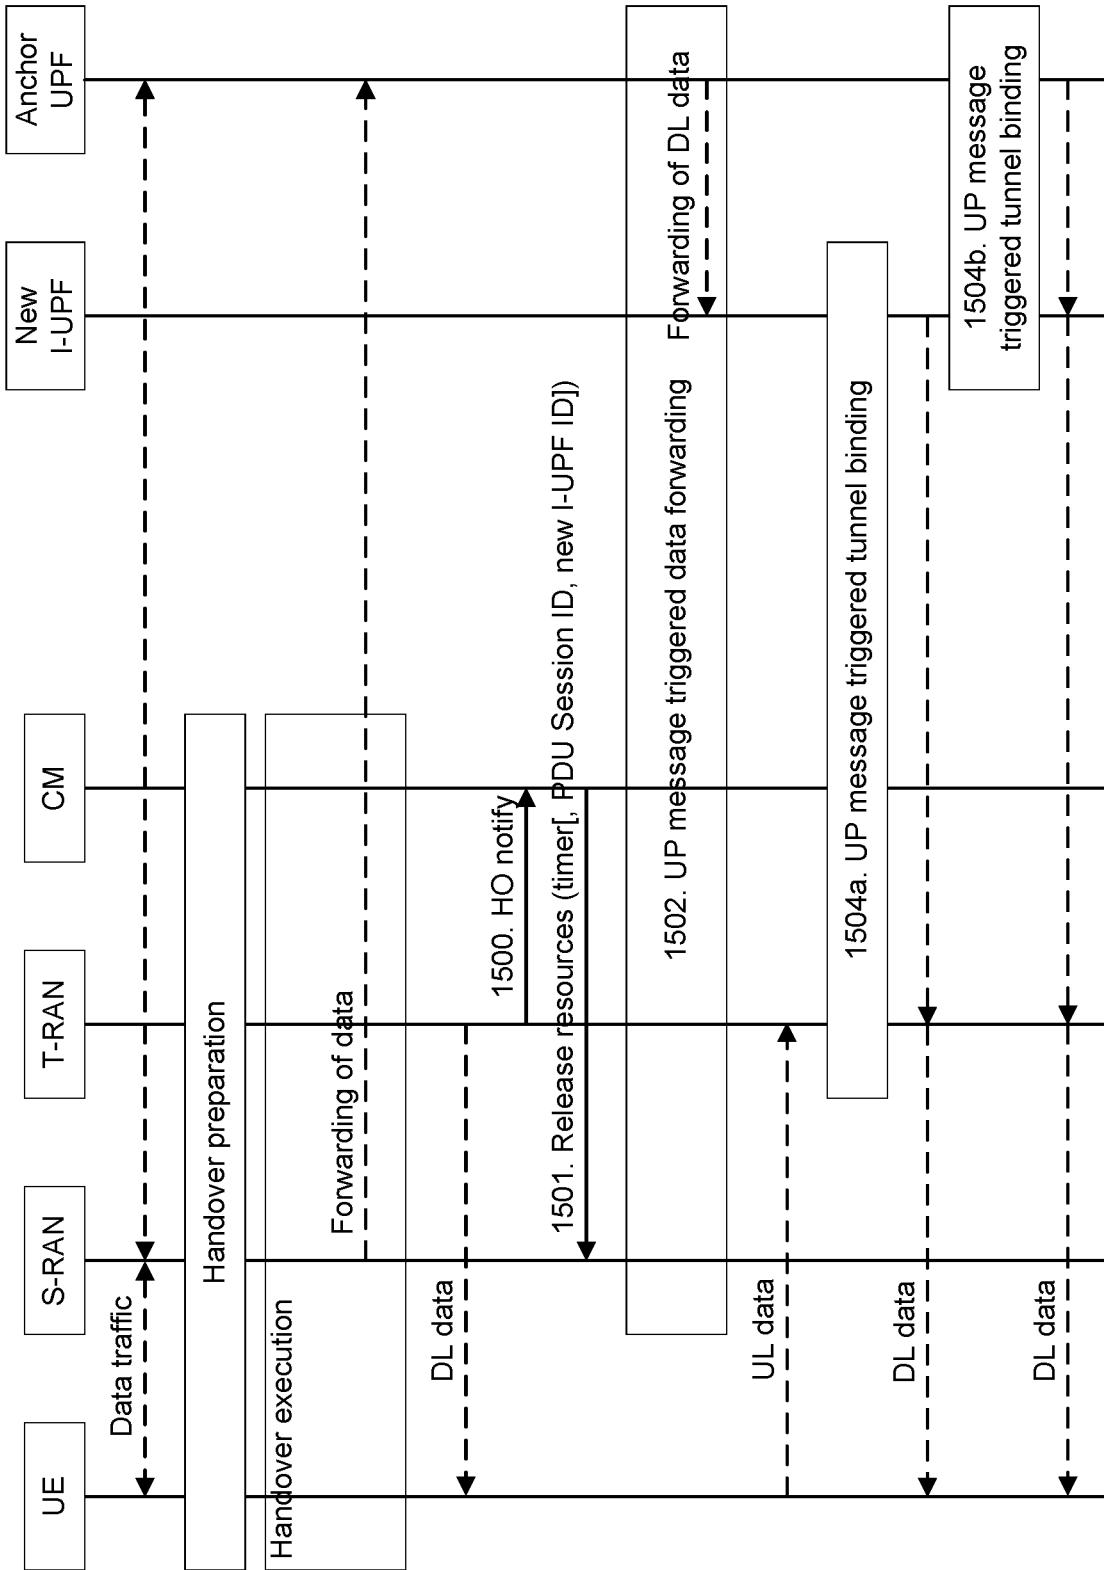 UE
S-RAN
T-RAN
CM
New
I-UPF
Anchor
UPF
Data traffic
Handover preparation
Handover execution
Forwarding of data
DL data
1500. HO notify
1501. Release resources (timer[, PDU Session ID, new I-UPF ID])
1502. UP message triggered data forwarding
Forwarding of DL data
UL data
1504a. UP message triggered tunnel binding
DL data
1504b. UP message
triggered tunnel binding
DL data